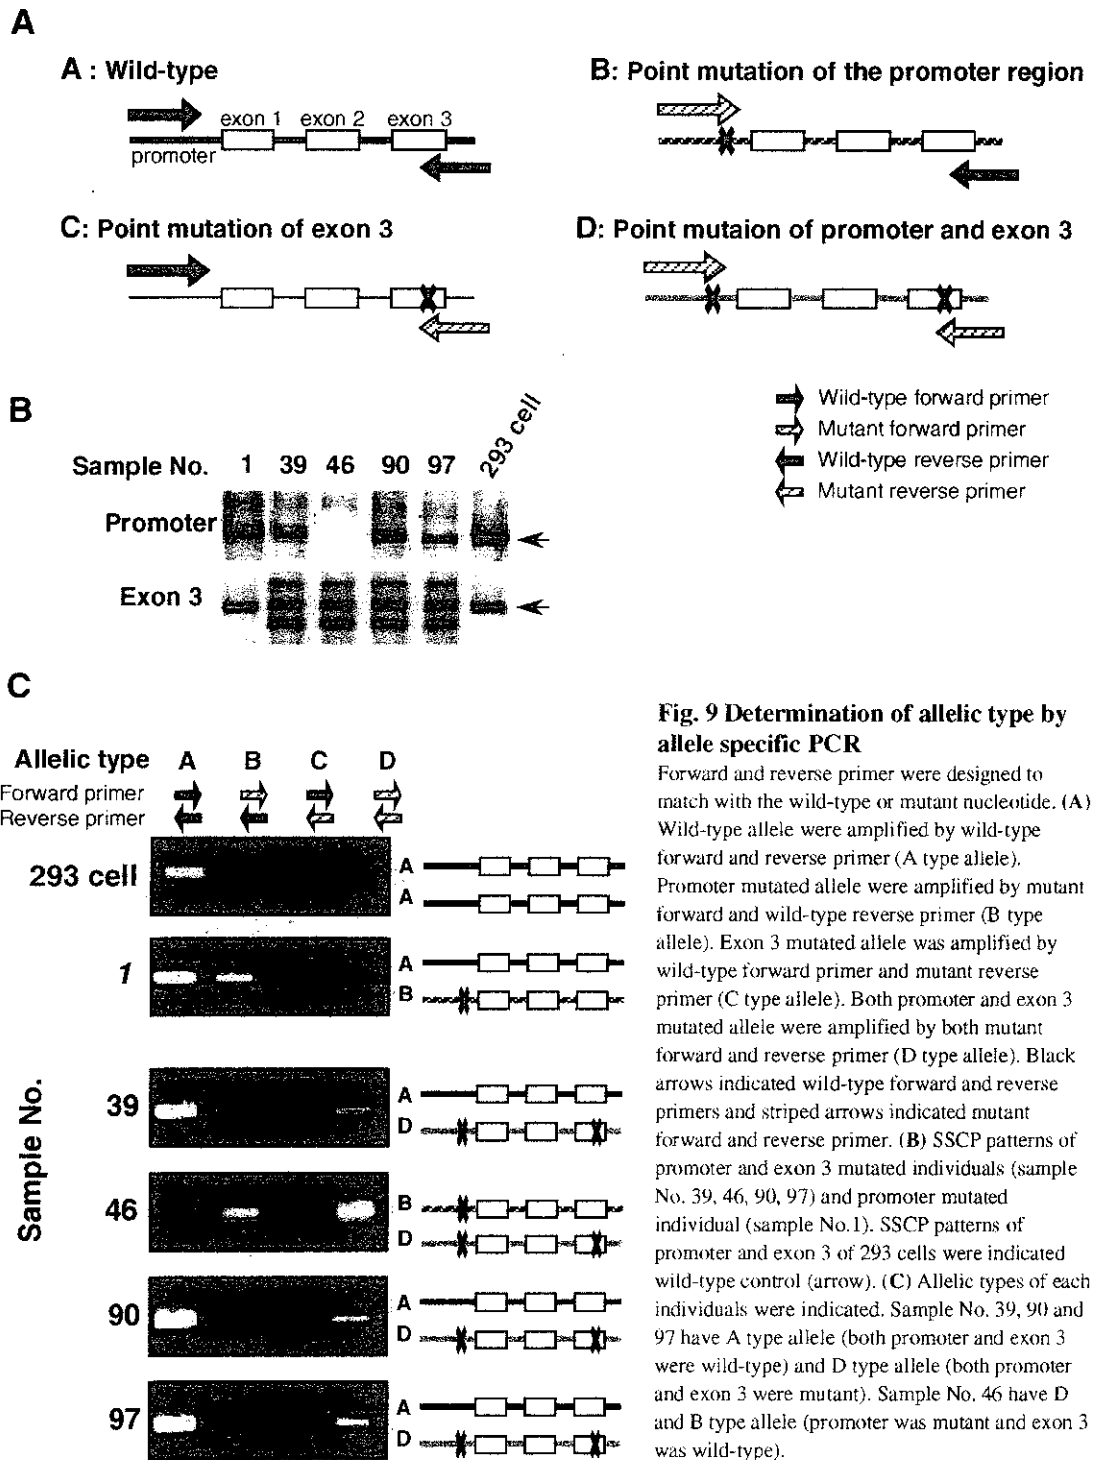 A
A : Wild-type
B: Point mutation of the promoter region
exon 1 exon 2 exon 3
promoter
C: Point mutation of exon 3
D: Point mutaion of promoter and exon 3
Wild-type forward primer
Mutant forward primer
Wild-type reverse primer
Mutant reverse primer
B
Sample No. 1 39 46 90 97 293 cell
Promoter
Exon 3
C
Allelic type A B C D
Forward primer
Reverse primer
293 cell
A
A
1
A
B
Sample No.
39
A
D
46
B
D
90
A
D
97
A
D
Fig. 9 Determination of allelic type by
allele specific PCR
Forward and reverse primer were designed to
match with the wild-type or mutant nucleotide. (A)
Wild-type allele were amplified by wild-type
forward and reverse primer (A type allele).
Promoter mutated allele were amplified by mutant
forward and wild-type reverse primer (B type
allele). Exon 3 mutated allele was amplified by
wild-type forward primer and mutant reverse
primer (C type allele). Both promoter and exon 3
mutated allele were amplified by both mutant
forward and reverse primer (D type allele). Black
arrows indicated wild-type forward and reverse
primers and striped arrows indicated mutant
forward and reverse primer. (B) SSCP patterns of
promoter and exon 3 mutated individuals (sample
No. 39, 46, 90, 97) and promoter mutated
individual (sample No.1). SSCP patterns of
promoter and exon 3 of 293 cells were indicated
wild-type control (arrow). (C) Allelic types of each
individuals were indicated. Sample No. 39, 90 and
97 have A type allele (both promoter and exon 3
were wild-type) and D type allele (both promoter
and exon 3 were mutant). Sample No. 46 have D
and B type allele (promoter was mutant and exon 3
was wild-type).